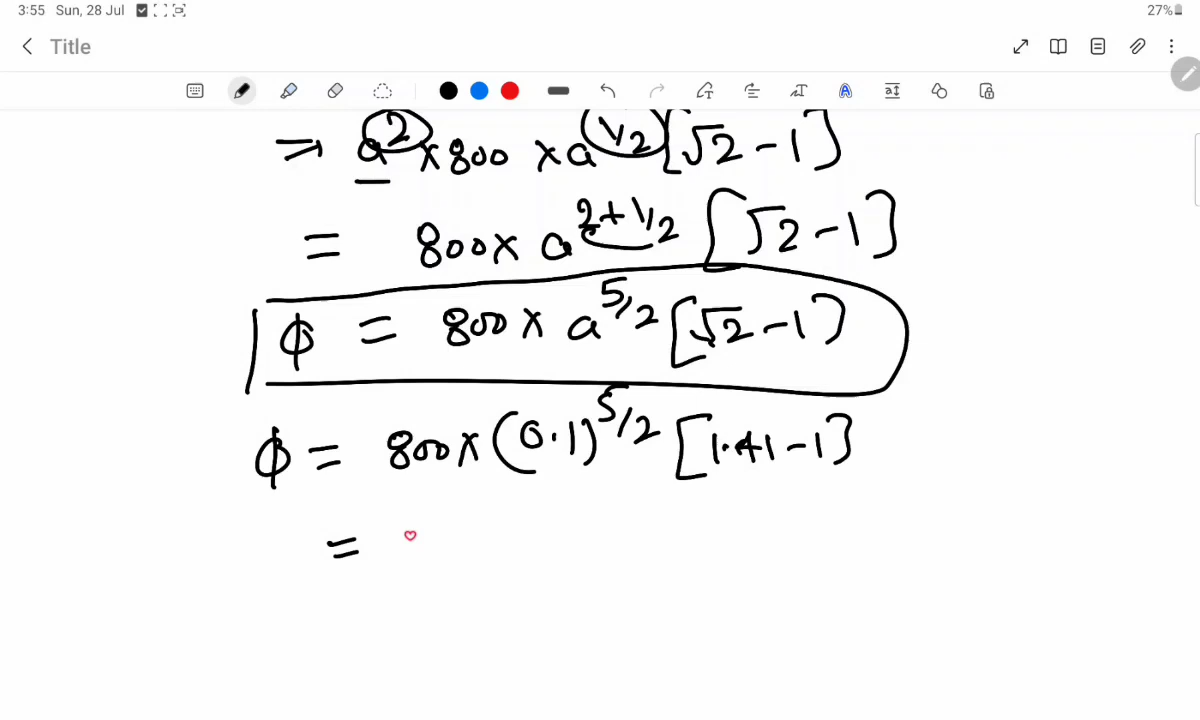 3:55 Sun, 28 Jul 27%
Title
⇒ a² × 800 × a^{1/2} [√2 - 1]
= 800 × a^{2+1/2} [√2 - 1]
ϕ = 800 × a^{5/2} [√2 - 1]
ϕ = 800 × (0.1)^{5/2} [1.41 - 1]
=